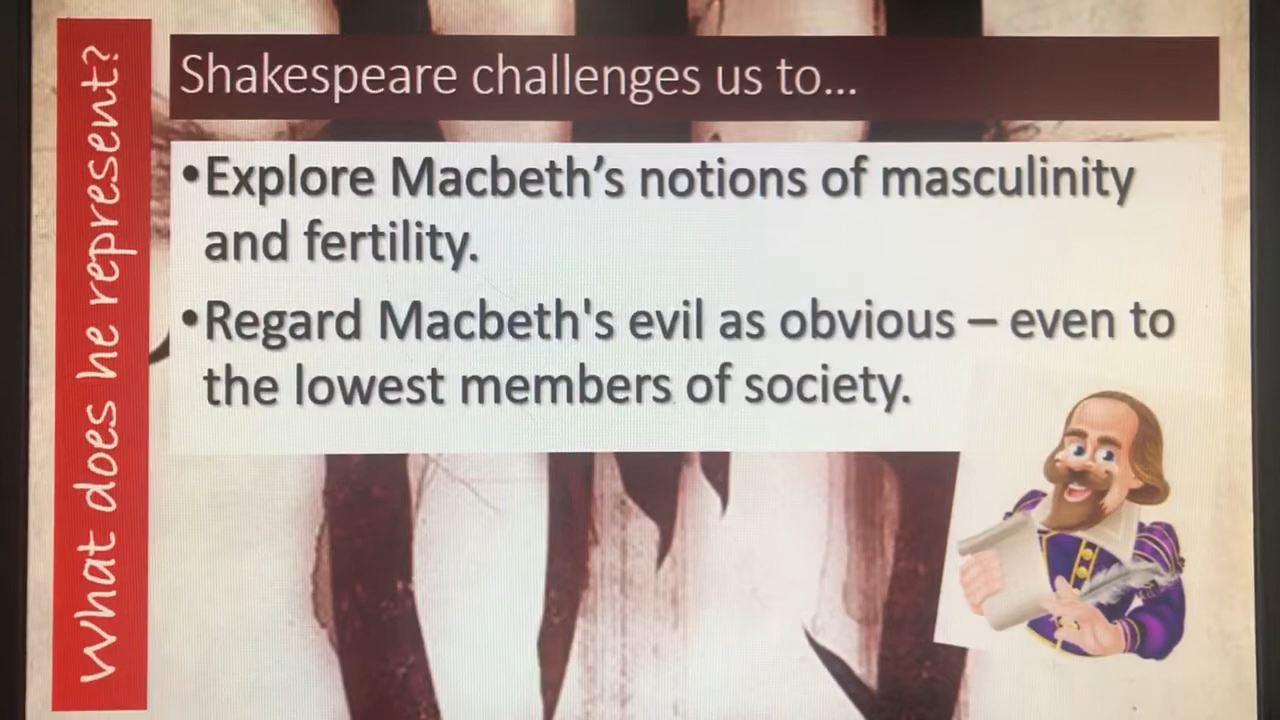 What does he represent?
Shakespeare challenges us to...
•Explore Macbeth’s notions of masculinity
and fertility.
•Regard Macbeth's evil as obvious – even to
the lowest members of society.